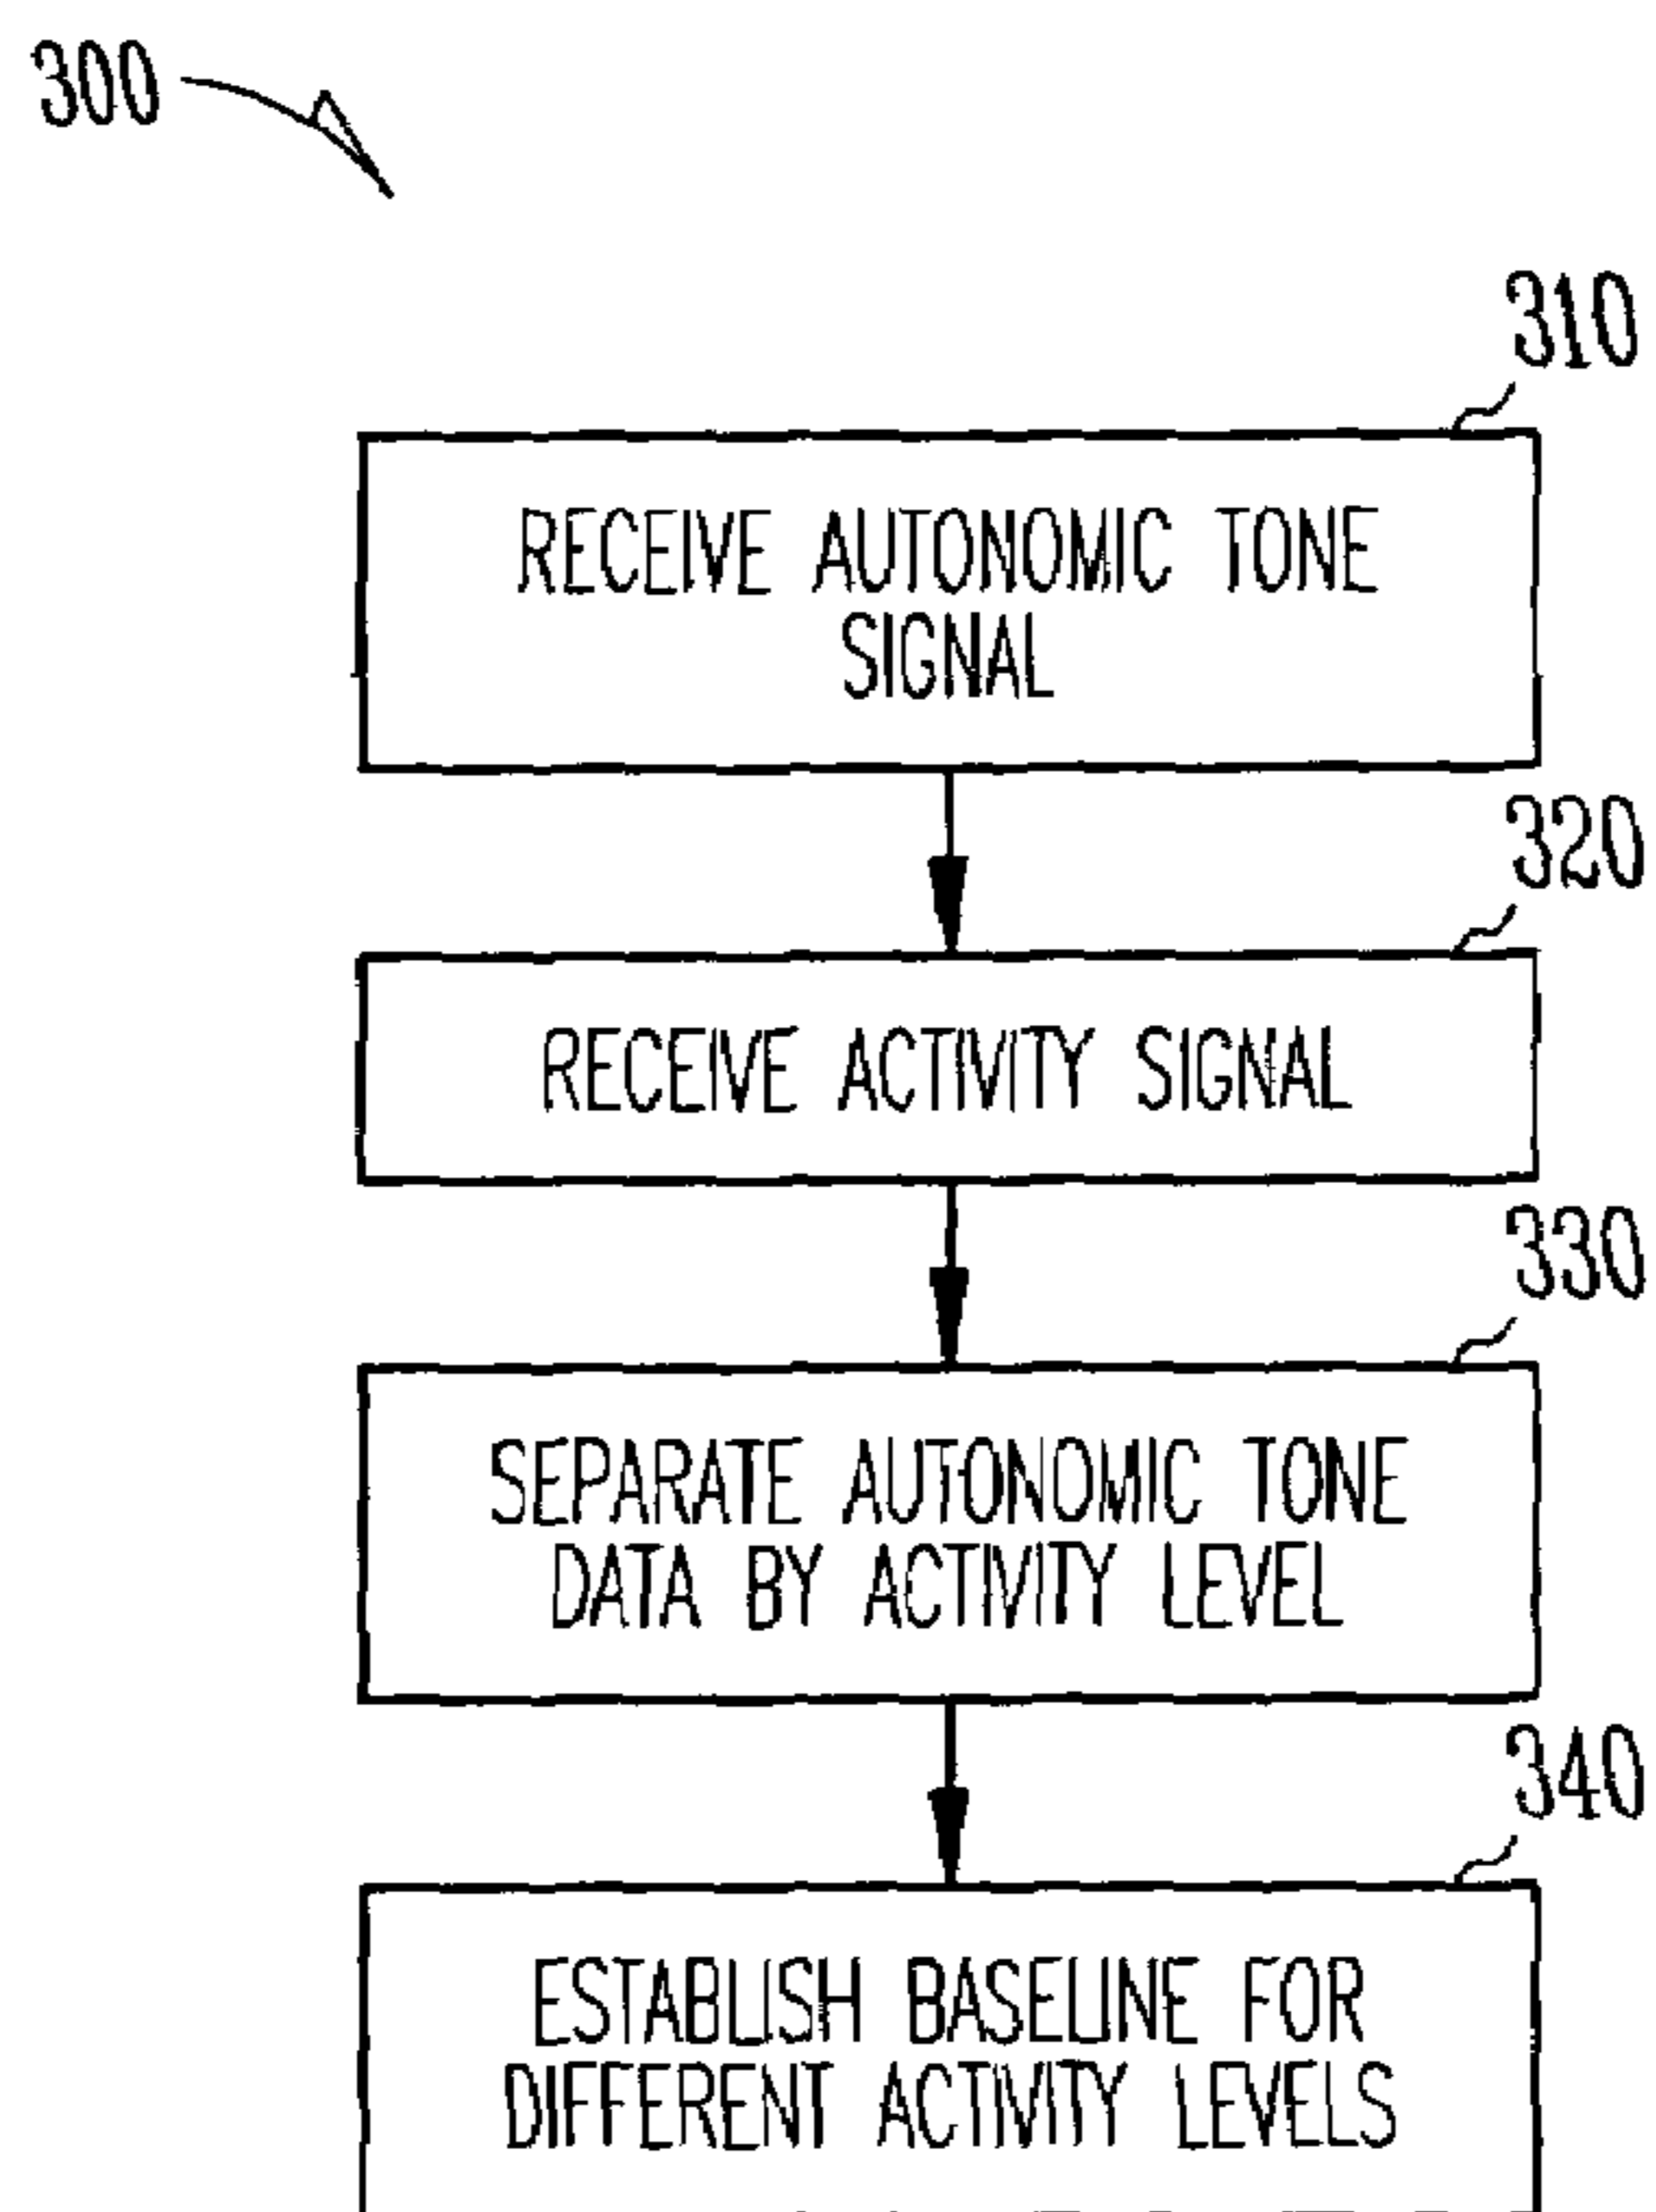 300
310
RECEIVE AUTONOMIC TONE
SIGNAL
320
RECEIVE ACTIVITY SIGNAL
330
SEPARATE AUTONOMIC TONE
DATA BY ACTIVITY LEVEL
340
ESTABLISH BASELINE FOR
DIFFERENT ACTIVITY LEVELS